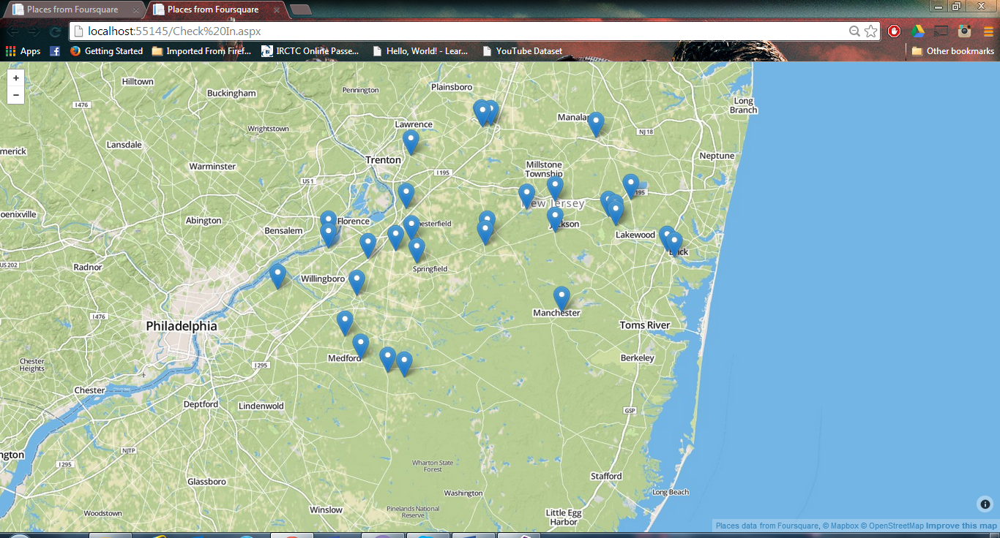 Places from Foursquare
Places from Foursquare
localhost:55145/Check%20In.aspx
Apps
Getting Started
Imported From Firef...
IRCTC Online Passe...
Hello, World! - Lear...
YouTube Dataset
Other bookmarks
+
−
Hilltown
Buckingham
Pennington
Plainsboro
Long
Branch
I 476
Wrightstown
Lawrence
Manalap
NJ 18
Lansdale
merick
Trenton
Neptune
Warminster
US 1
I 195
Millstone
Township
195
New Jersey
oenixville
Abington
Bensalem
Florence
hesterfield
Jackson
Lakewood
Brick
US 202
Radnor
Springfield
Willingboro
Manchester
I 476
Philadelphia
Toms River
Medford
Berkeley
Chester
Heights
I 295
Chester
Deptford
Lindenwold
GSP
NJTP
ngton
I 295
Wharton State
Forest
Glassboro
Stafford
Washington
Long Beach
Woodstown
Winslow
Pinelands National
Reserve
Little Egg
Harbor
Places data from Foursquare, © Mapbox © OpenStreetMap Improve this map